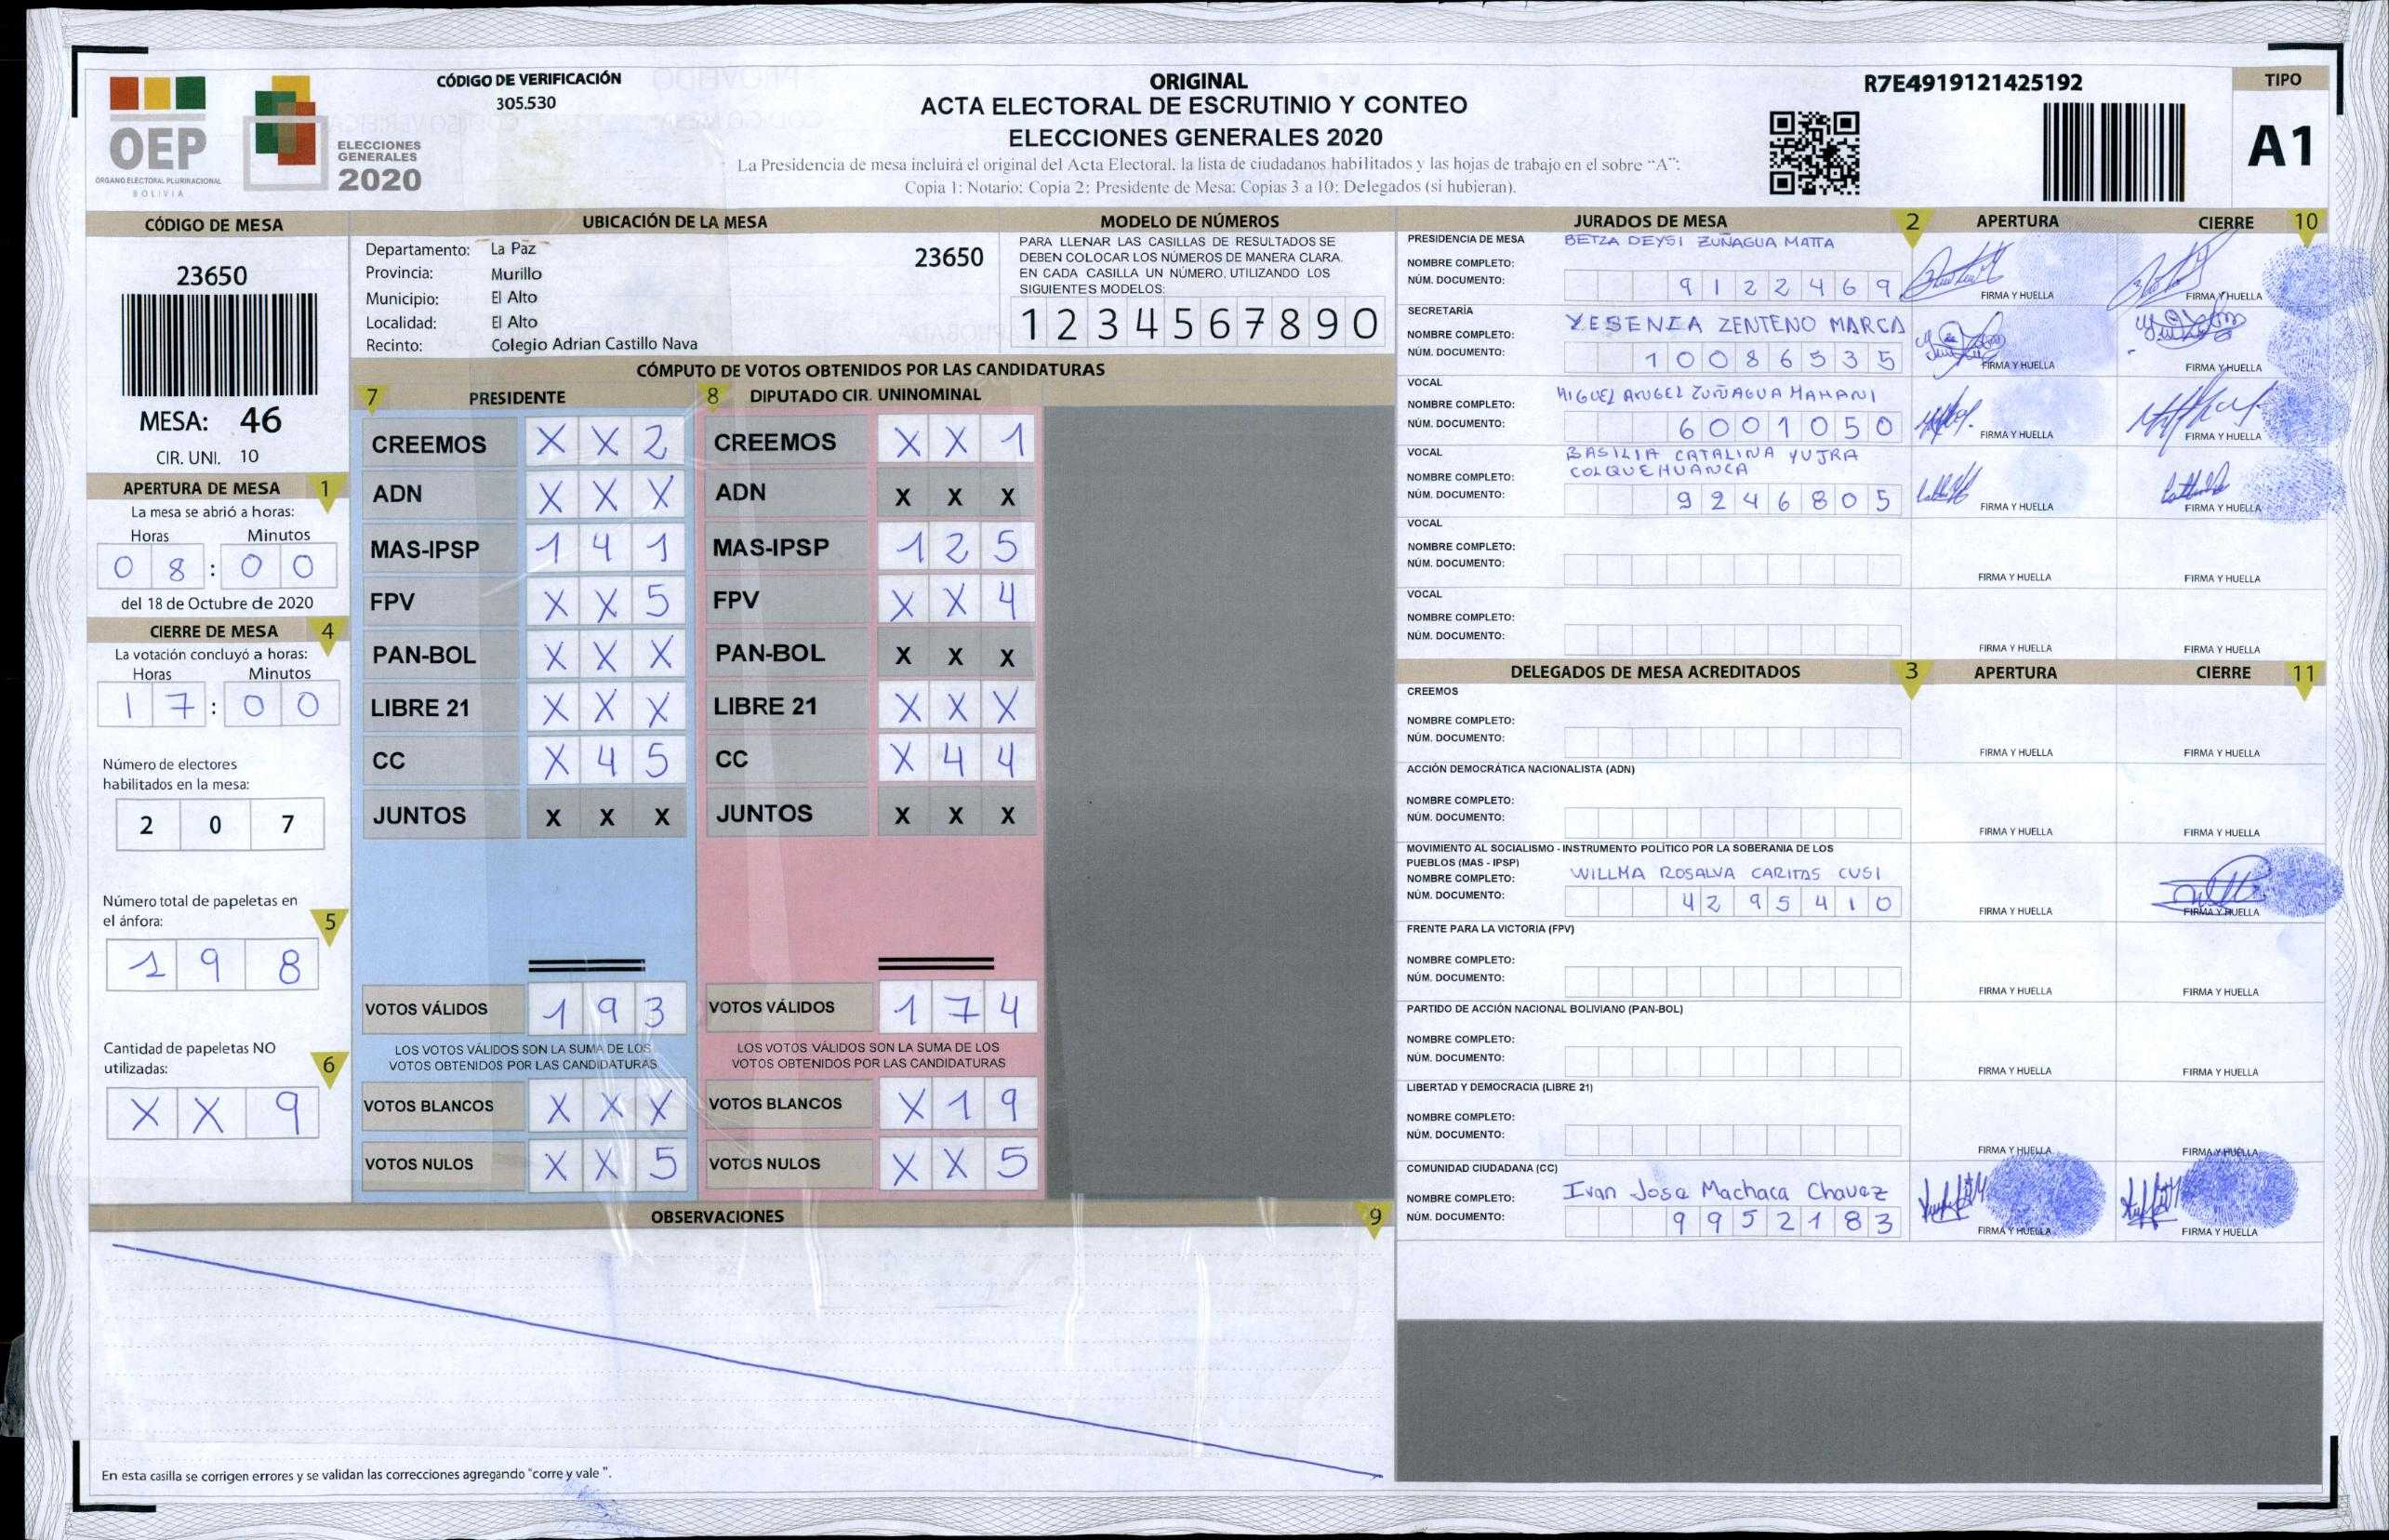 OEP
ÓRGANO ELECTORAL PLURINACIONAL
BOLIVIA
ELECCIONES
GENERALES
2020
CÓDIGO DE VERIFICACIÓN
305.530
ORIGINAL
ACTA ELECTORAL DE ESCRUTINIO Y CONTEO
ELECCIONES GENERALES 2020
La Presidencia de mesa incluirá el original del Acta Electoral, la lista de ciudadanos habilitados y las hojas de trabajo en el sobre "A";
Copia 1: Notario; Copia 2: Presidente de Mesa; Copias 3 a 10: Delegados (si hubieran).
R7E4919121425192
TIPO
A1
CÓDIGO DE MESA
23650
MESA: 46
CIR. UNI. 10
APERTURA DE MESA 1
La mesa se abrió a horas:
Horas Minutos
0 8 : 0 0
del 18 de Octubre de 2020
CIERRE DE MESA 4
La votación concluyó a horas:
Horas Minutos
1 7 : 0 0
Número de electores
habilitados en la mesa:
2 0 7
Número total de papeletas en
el ánfora: 5
1 9 8
Cantidad de papeletas NO
utilizadas: 6
X X 9
UBICACIÓN DE LA MESA
Departamento: La Paz
23650
Provincia: Murillo
Municipio: El Alto
Localidad: El Alto
Recinto: Colegio Adrian Castillo Nava
MODELO DE NÚMEROS
PARA LLENAR LAS CASILLAS DE RESULTADOS SE
DEBEN COLOCAR LOS NÚMEROS DE MANERA CLARA.
EN CADA CASILLA UN NÚMERO, UTILIZANDO LOS
SIGUIENTES MODELOS:
1 2 3 4 5 6 7 8 9 0
CÓMPUTO DE VOTOS OBTENIDOS POR LAS CANDIDATURAS
7 PRESIDENTE
CREEMOS X X 2
ADN X X X
MAS-IPSP 1 4 1
FPV X X 5
PAN-BOL X X X
LIBRE 21 X X X
CC X 4 5
JUNTOS X X X
VOTOS VÁLIDOS 1 9 3
LOS VOTOS VÁLIDOS SON LA SUMA DE LOS
VOTOS OBTENIDOS POR LAS CANDIDATURAS
VOTOS BLANCOS X X X
VOTOS NULOS X X 5
8 DIPUTADO CIR. UNINOMINAL
CREEMOS X X 1
ADN X X X
MAS-IPSP 1 2 5
FPV X X 4
PAN-BOL X X X
LIBRE 21 X X X
CC X 4 4
JUNTOS X X X
VOTOS VÁLIDOS 1 7 4
LOS VOTOS VÁLIDOS SON LA SUMA DE LOS
VOTOS OBTENIDOS POR LAS CANDIDATURAS
VOTOS BLANCOS X 1 9
VOTOS NULOS X X 5
OBSERVACIONES 9
En esta casilla se corrigen errores y se validan las correcciones agregando "corre y vale".
JURADOS DE MESA 2 APERTURA CIERRE 10
PRESIDENCIA DE MESA BETZA DEYSI ZUÑAGUA MATTA
NOMBRE COMPLETO:
NÚM. DOCUMENTO: 9 1 2 2 4 6 9
FIRMA Y HUELLA FIRMA Y HUELLA
SECRETARÍA
NOMBRE COMPLETO: YESENIA ZENTENO MARCA
NÚM. DOCUMENTO: 1 0 0 8 6 5 3 5
FIRMA Y HUELLA FIRMA Y HUELLA
VOCAL
NOMBRE COMPLETO: MIGUEL ANGEL ZUÑAGUA MAMANI
NÚM. DOCUMENTO: 6 0 0 1 0 5 0
FIRMA Y HUELLA FIRMA Y HUELLA
VOCAL BASILIA CATALINA YUJRA
NOMBRE COMPLETO: COLQUEHUANCA
NÚM. DOCUMENTO: 9 2 4 6 8 0 5
FIRMA Y HUELLA FIRMA Y HUELLA
VOCAL
NOMBRE COMPLETO:
NÚM. DOCUMENTO:
FIRMA Y HUELLA FIRMA Y HUELLA
VOCAL
NOMBRE COMPLETO:
NÚM. DOCUMENTO:
FIRMA Y HUELLA FIRMA Y HUELLA
DELEGADOS DE MESA ACREDITADOS 3 APERTURA CIERRE 11
CREEMOS
NOMBRE COMPLETO:
NÚM. DOCUMENTO:
FIRMA Y HUELLA FIRMA Y HUELLA
ACCIÓN DEMOCRÁTICA NACIONALISTA (ADN)
NOMBRE COMPLETO:
NÚM. DOCUMENTO:
FIRMA Y HUELLA FIRMA Y HUELLA
MOVIMIENTO AL SOCIALISMO - INSTRUMENTO POLÍTICO POR LA SOBERANIA DE LOS
PUEBLOS (MAS - IPSP)
NOMBRE COMPLETO: WILLMA ROSALVA CARITAS CUSI
NÚM. DOCUMENTO: 4 2 9 5 4 1 0
FIRMA Y HUELLA FIRMA Y HUELLA
FRENTE PARA LA VICTORIA (FPV)
NOMBRE COMPLETO:
NÚM. DOCUMENTO:
FIRMA Y HUELLA FIRMA Y HUELLA
PARTIDO DE ACCIÓN NACIONAL BOLIVIANO (PAN-BOL)
NOMBRE COMPLETO:
NÚM. DOCUMENTO:
FIRMA Y HUELLA FIRMA Y HUELLA
LIBERTAD Y DEMOCRACIA (LIBRE 21)
NOMBRE COMPLETO:
NÚM. DOCUMENTO:
FIRMA Y HUELLA FIRMA Y HUELLA
COMUNIDAD CIUDADANA (CC)
NOMBRE COMPLETO: Ivan Jose Machaca Chavez
NÚM. DOCUMENTO: 9 9 5 2 1 8 3
FIRMA Y HUELLA FIRMA Y HUELLA